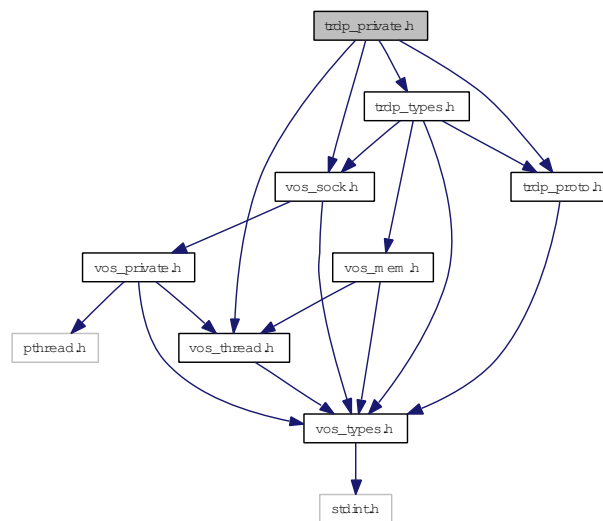 trdp_private.h
trdp_types.h
vos_sock.h
trdp_proto.h
vos_private.h
vos_mem.h
pthread.h
vos_thread.h
vos_types.h
stdint.h